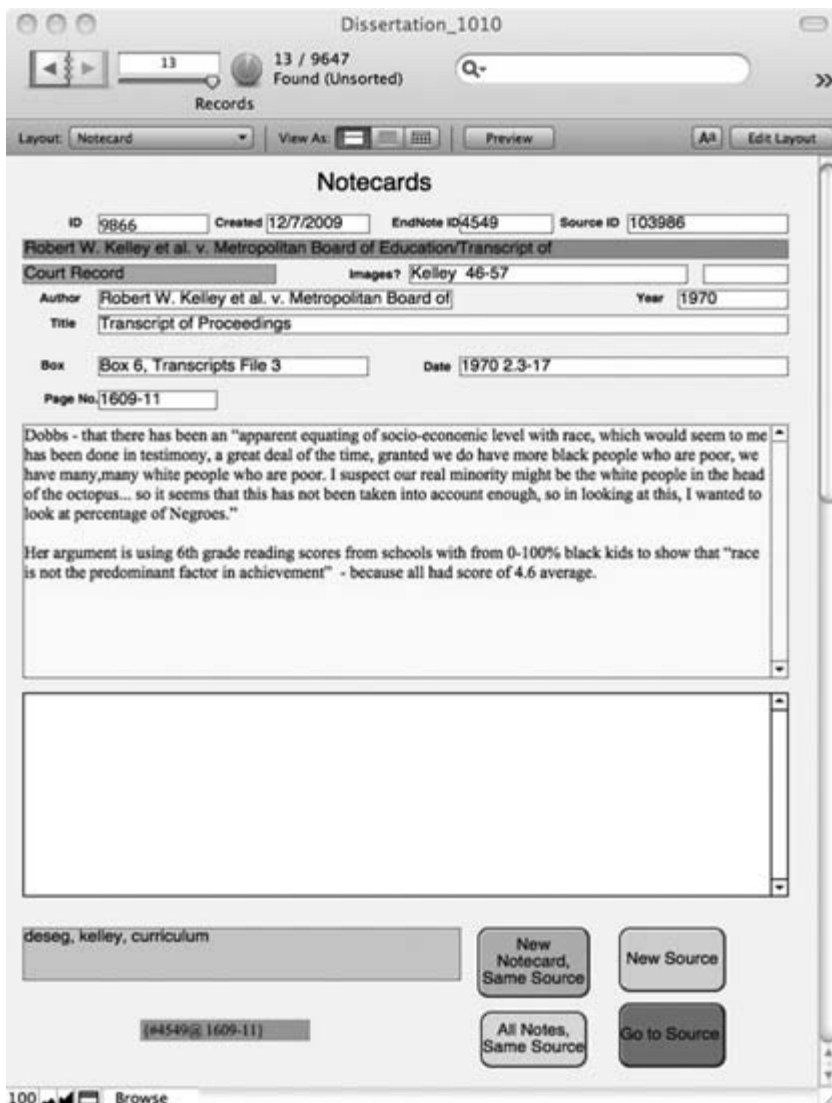 Dissertation_1010
13
13 / 9647
Found (Unsorted)
Records
Layout: Notecard View As: Preview Aa Edit Layout
Notecards
ID 9866 Created 12/7/2009 EndNote ID 4549 Source ID 103986
Robert W. Kelley et al. v. Metropolitan Board of Education/Transcript of
Court Record Images? Kelley 46-57
Author Robert W. Kelley et al. v. Metropolitan Board of Year 1970
Title Transcript of Proceedings
Box Box 6, Transcripts File 3 Date 1970 2.3-17
Page No. 1609-11
Dobbs - that there has been an “apparent equating of socio-economic level with race, which would seem to me
has been done in testimony, a great deal of the time, granted we do have more black people who are poor, we
have many,many white people who are poor. I suspect our real minority might be the white people in the head
of the octopus... so it seems that this has not been taken into account enough, so in looking at this, I wanted to
look at percentage of Negroes.”
Her argument is using 6th grade reading scores from schools with from 0-100% black kids to show that “race
is not the predominant factor in achievement” - because all had score of 4.6 average.
deseg, kelley, curriculum
New
Notecard,
Same Source
New Source
{#4549@ 1609-11}
All Notes,
Same Source
Go to Source
100 Browse